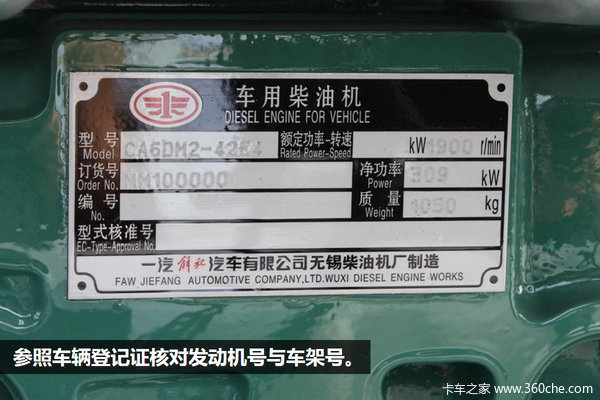 车用柴油机
DIESEL ENGINE FOR VEHICLE
型号 CA6DM2-42E4 额定功率-转速 kW 1900 r/min
Model Rated Power-Speed
订货号 MM100000 净功率 309 kW
Order No. Power
编号 质量 1050 kg
No. Weight
型式核准号
EC-Type-Approval No.
一汽解放汽车有限公司无锡柴油机厂制造
FAW JIEFANG AUTOMOTIVE COMPANY,LTD.WUXI DIESEL ENGINE WORKS
参照车辆登记证核对发动机号与车架号。
卡车之家 www.360che.com